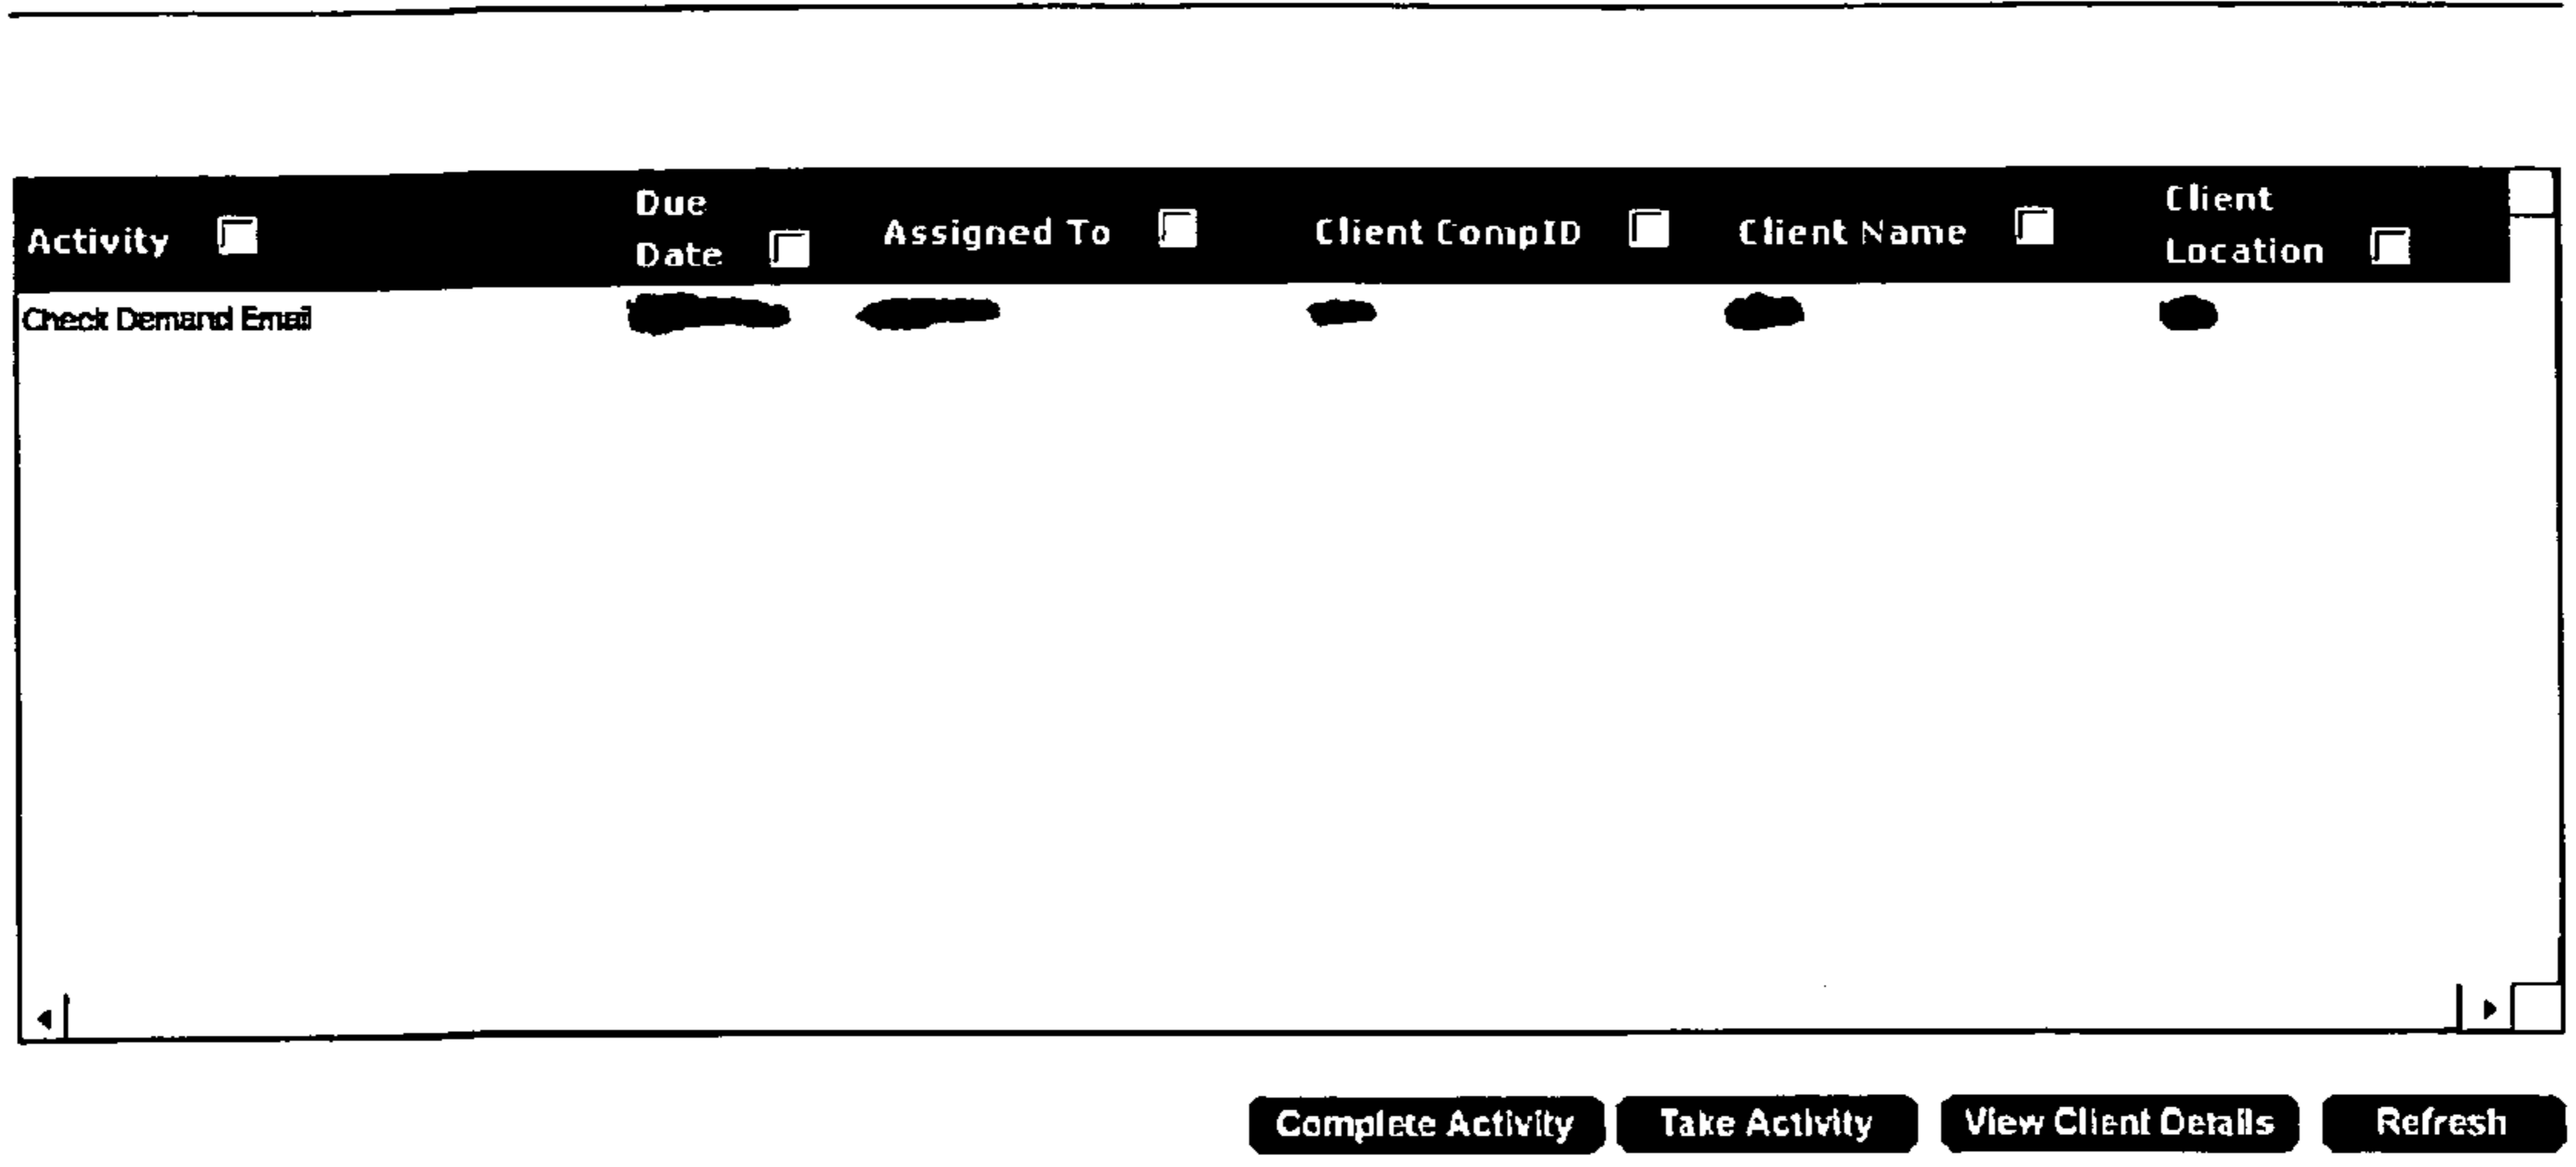 Activity Due Date Assigned To Client CompID Client Name Client Location
Check Demand Email
Complete Activity Take Activity View Client Details Refresh